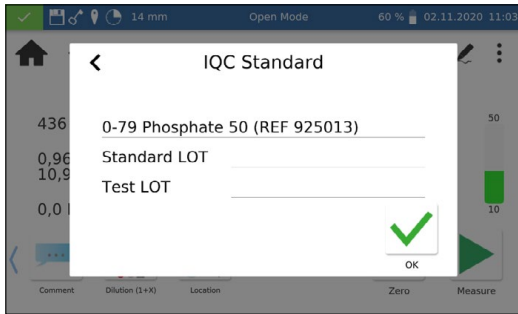 14 mm Open Mode 60 % 02.11.2020 11:03
IQC Standard
436 50
0-79 Phosphate 50 (REF 925013)
0,96 Standard LOT
10,9
Test LOT
0,0 10
OK
Comment Dilution (1+X) Location Zero Measure